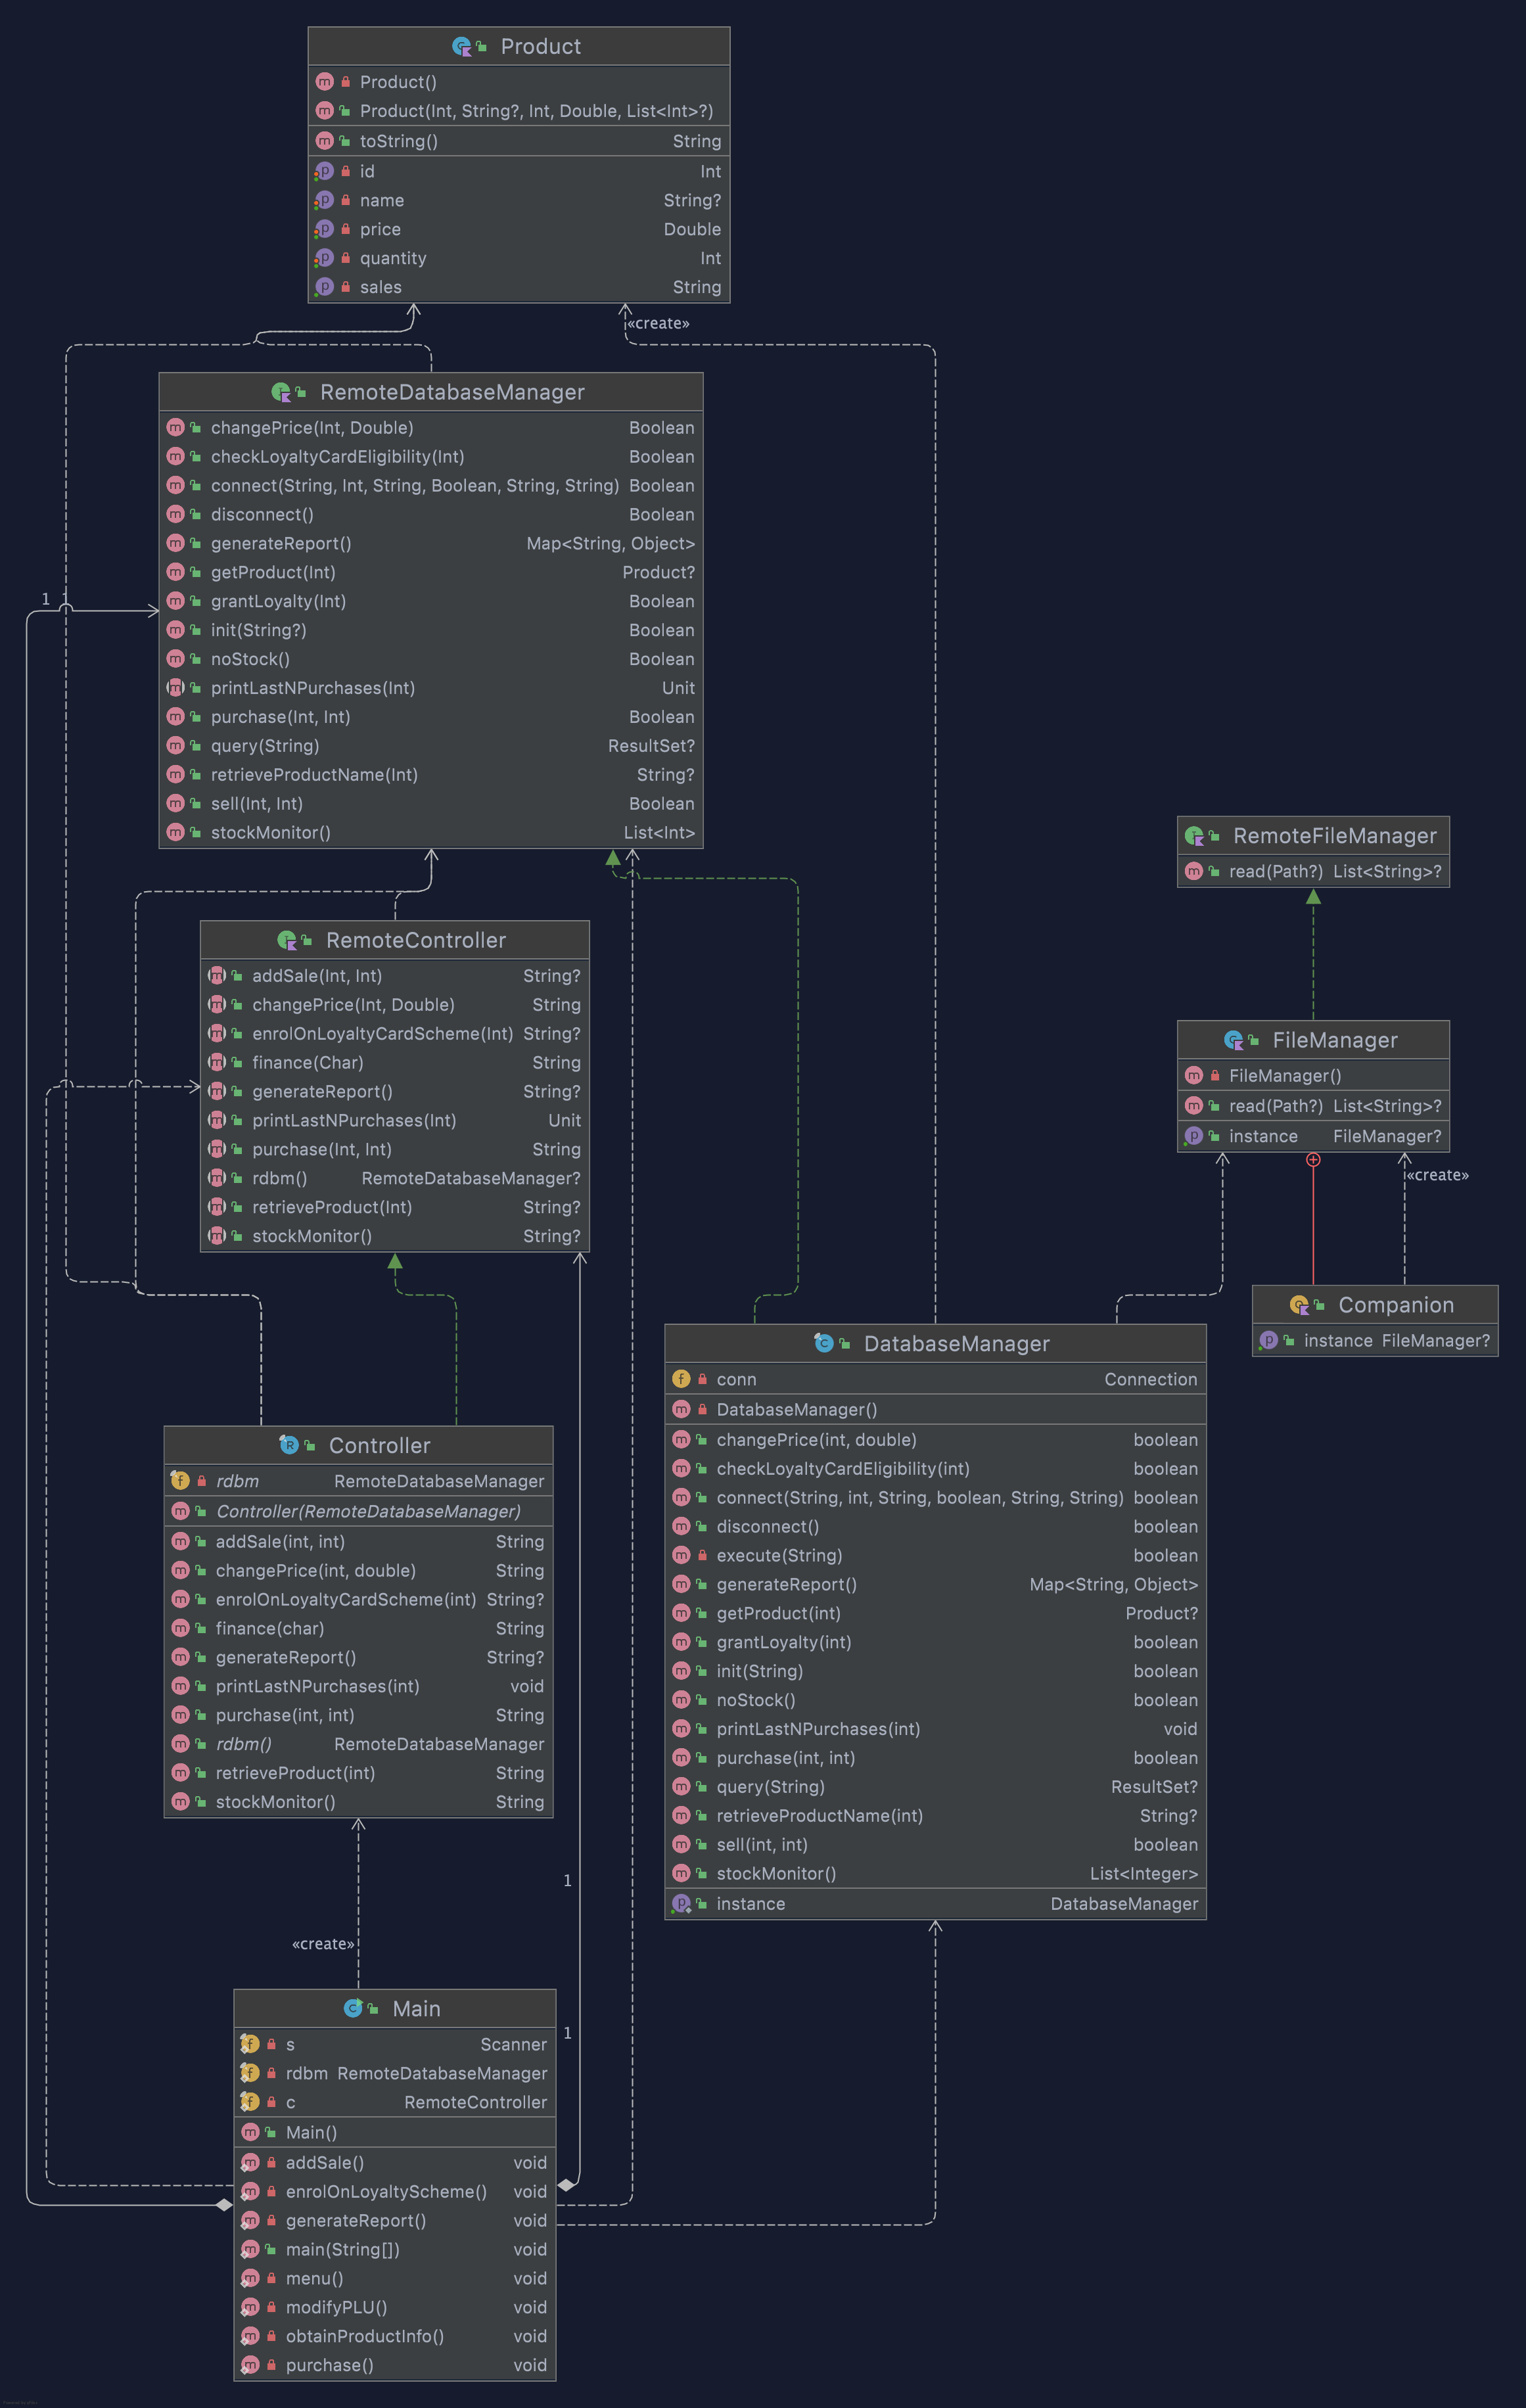 Product
Product()
Product(Int, String?, Int, Double, List<Int>?)
toString() String
id Int
name String?
price Double
quantity Int
sales String
«create»
RemoteDatabaseManager
changePrice(Int, Double) Boolean
checkLoyaltyCardEligibility(Int) Boolean
connect(String, Int, String, Boolean, String, String) Boolean
disconnect() Boolean
generateReport() Map<String, Object>
getProduct(Int) Product?
grantLoyalty(Int) Boolean
init(String?) Boolean
noStock() Boolean
printLastNPurchases(Int) Unit
purchase(Int, Int) Boolean
query(String) ResultSet?
retrieveProductName(Int) String?
sell(Int, Int) Boolean
stockMonitor() List<Int>
1
RemoteFileManager
read(Path?) List<String>?
RemoteController
addSale(Int, Int) String?
changePrice(Int, Double) String
enrolOnLoyaltyCardScheme(Int) String?
finance(Char) String
generateReport() String?
printLastNPurchases(Int) Unit
purchase(Int, Int) String
rdbm() RemoteDatabaseManager?
retrieveProduct(Int) String?
stockMonitor() String?
FileManager
FileManager()
read(Path?) List<String>?
instance FileManager?
«create»
Companion
instance FileManager?
DatabaseManager
conn Connection
DatabaseManager()
changePrice(int, double) boolean
checkLoyaltyCardEligibility(int) boolean
connect(String, int, String, boolean, String, String) boolean
disconnect() boolean
execute(String) boolean
generateReport() Map<String, Object>
getProduct(int) Product?
grantLoyalty(int) boolean
init(String) boolean
noStock() boolean
printLastNPurchases(int) void
purchase(int, int) boolean
query(String) ResultSet?
retrieveProductName(int) String?
sell(int, int) boolean
stockMonitor() List<Integer>
instance DatabaseManager
Controller
rdbm RemoteDatabaseManager
Controller(RemoteDatabaseManager)
addSale(int, int) String
changePrice(int, double) String
enrolOnLoyaltyCardScheme(int) String?
finance(char) String
generateReport() String?
printLastNPurchases(int) void
purchase(int, int) String
rdbm() RemoteDatabaseManager
retrieveProduct(int) String
stockMonitor() String
1
«create»
1
Main
s Scanner
rdbm RemoteDatabaseManager
c RemoteController
Main()
addSale() void
enrolOnLoyaltyScheme() void
generateReport() void
main(String[]) void
menu() void
modifyPLU() void
obtainProductInfo() void
purchase() void